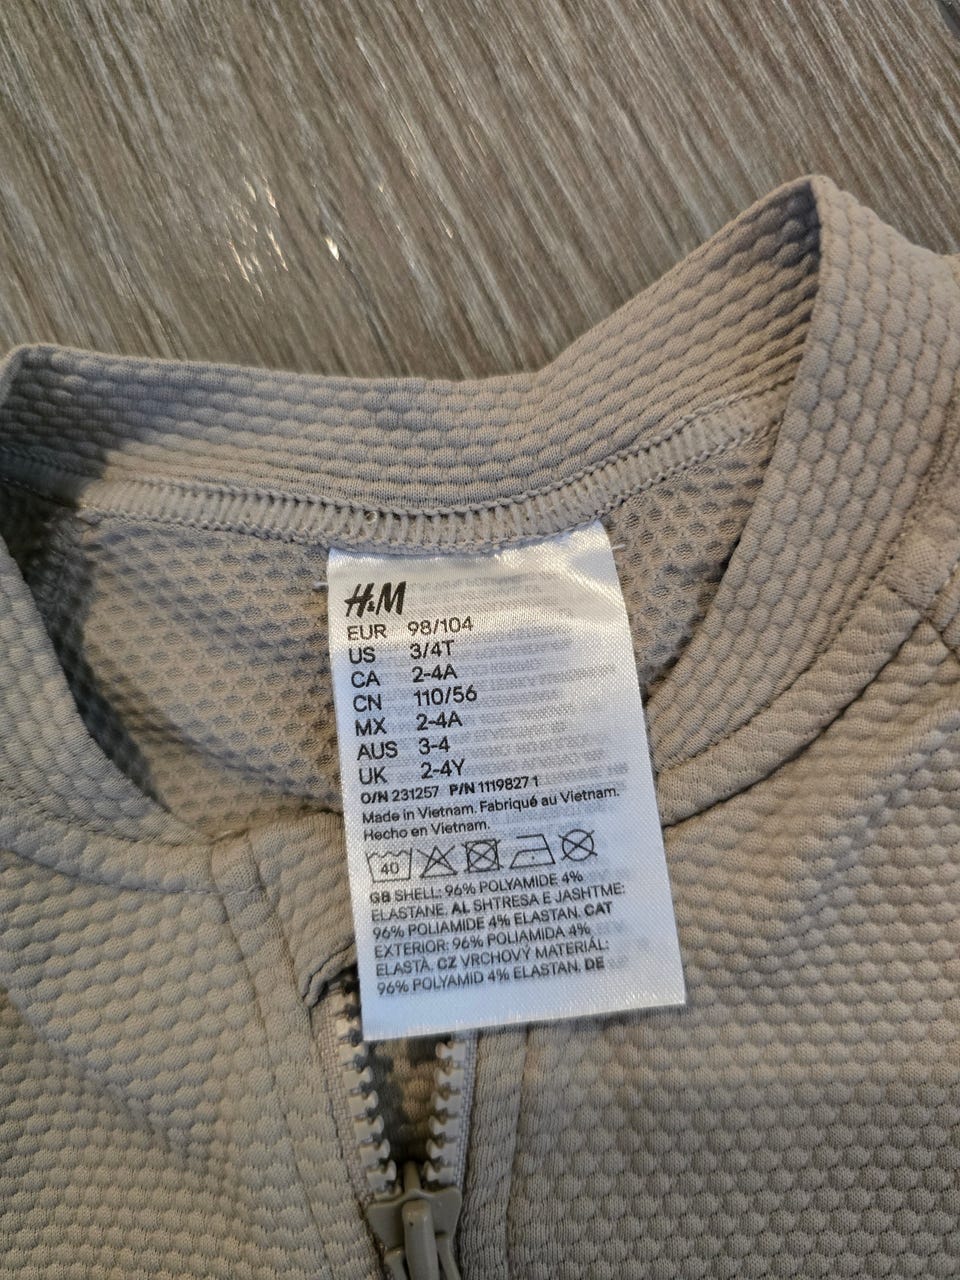 H&M
EUR 98/104
US 3/4T
CA 2-4A
CN 110/56
MX 2-4A
AUS 3-4
UK 2-4Y
O/N 231257 P/N 1119827 1
Made in Vietnam. Fabriqué au Vietnam.
Hecho en Vietnam.
40
GB SHELL: 96% POLYAMIDE 4%
ELASTANE. AL SHTRESA E JASHTME:
96% POLIAMIDE 4% ELASTAN. CAT
EXTERIOR: 96% POLIAMIDA 4%
ELASTÀ. CZ VRCHOVÝ MATERIÁL:
96% POLYAMID 4% ELASTAN. DE